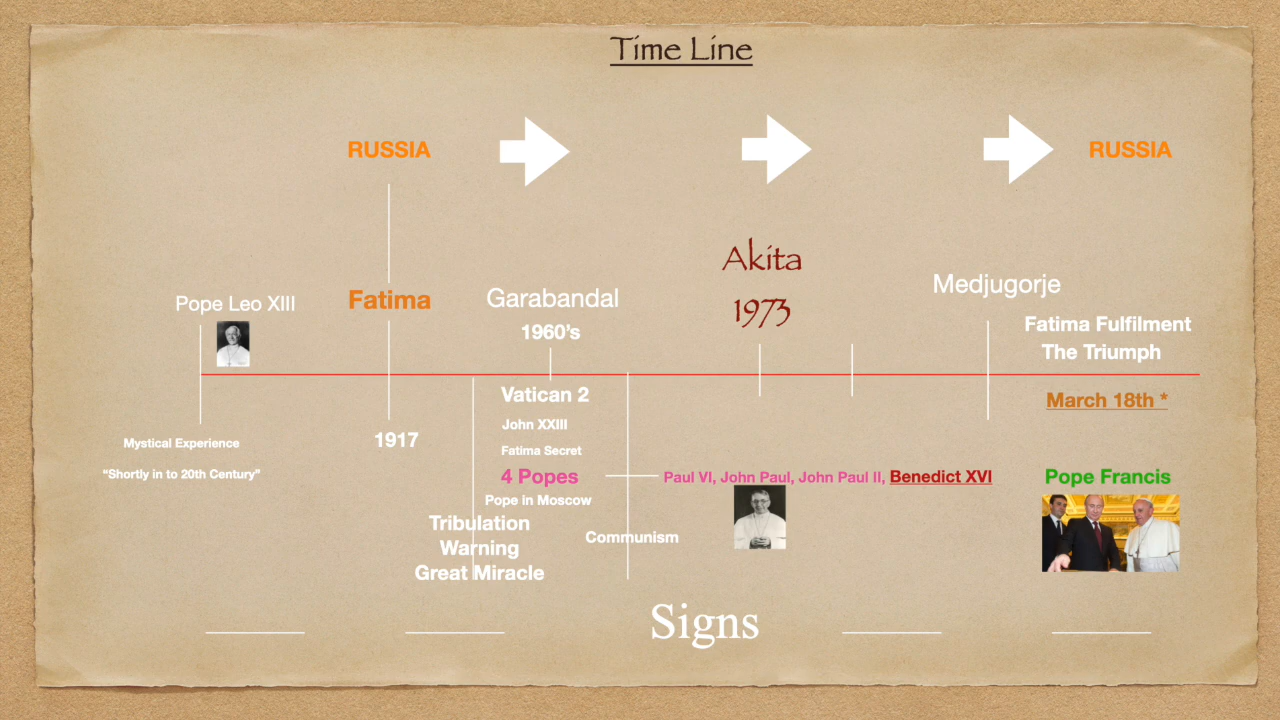 Time Line
RUSSIA
RUSSIA
Akita
1973
Pope Leo XIII
Fatima
Garabandal
1960's
Medjugorje
Fatima Fulfilment
The Triumph
Vatican 2
John XXIII
Fatima Secret
4 Popes
Pope in Moscow
Tribulation
Warning
Great Miracle
March 18th *
1917
Mystical Experience
“Shortly in to 20th Century”
Paul VI, John Paul, John Paul II, Benedict XVI
Pope Francis
Communism
Signs